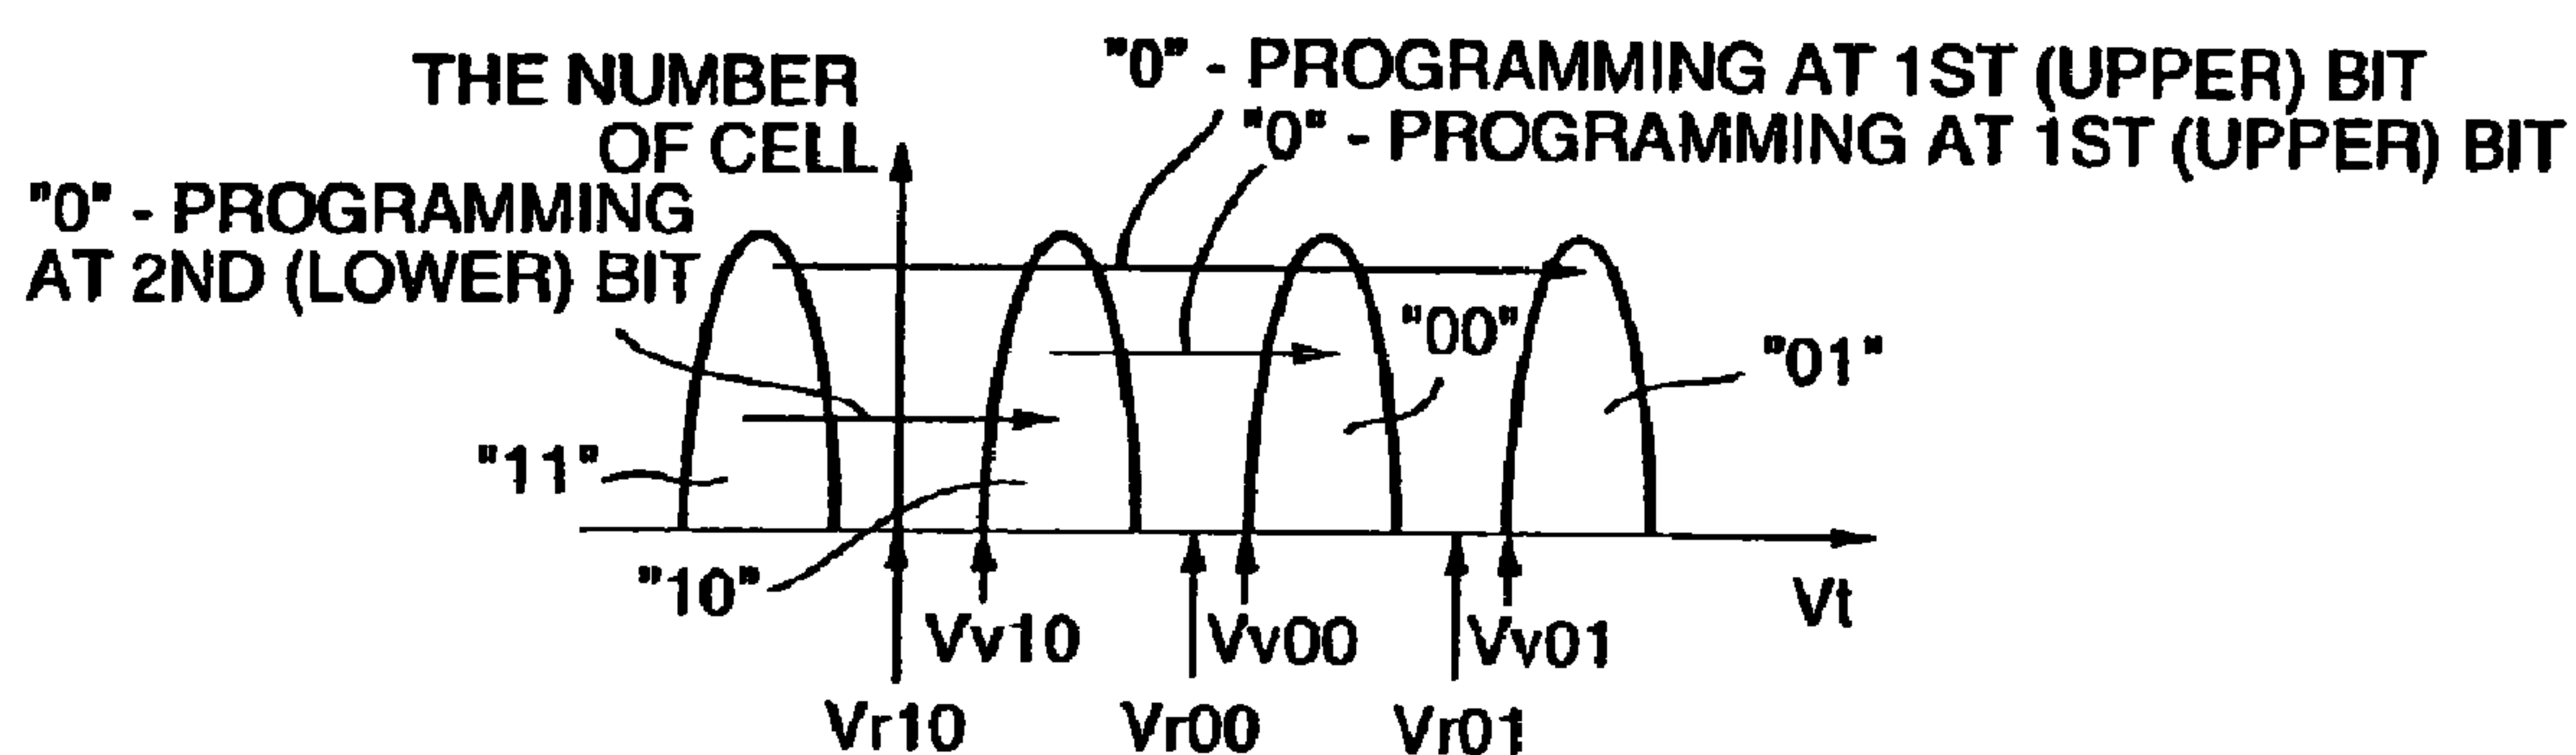 THE NUMBER
OF CELL
"0" - PROGRAMMING AT 1ST (UPPER) BIT
"0" - PROGRAMMING AT 1ST (UPPER) BIT
"0" - PROGRAMMING
AT 2ND (LOWER) BIT
"00"
"01"
"11"
"10"
Vv10
Vv00
Vv01
Vt
Vr10
Vr00
Vr01